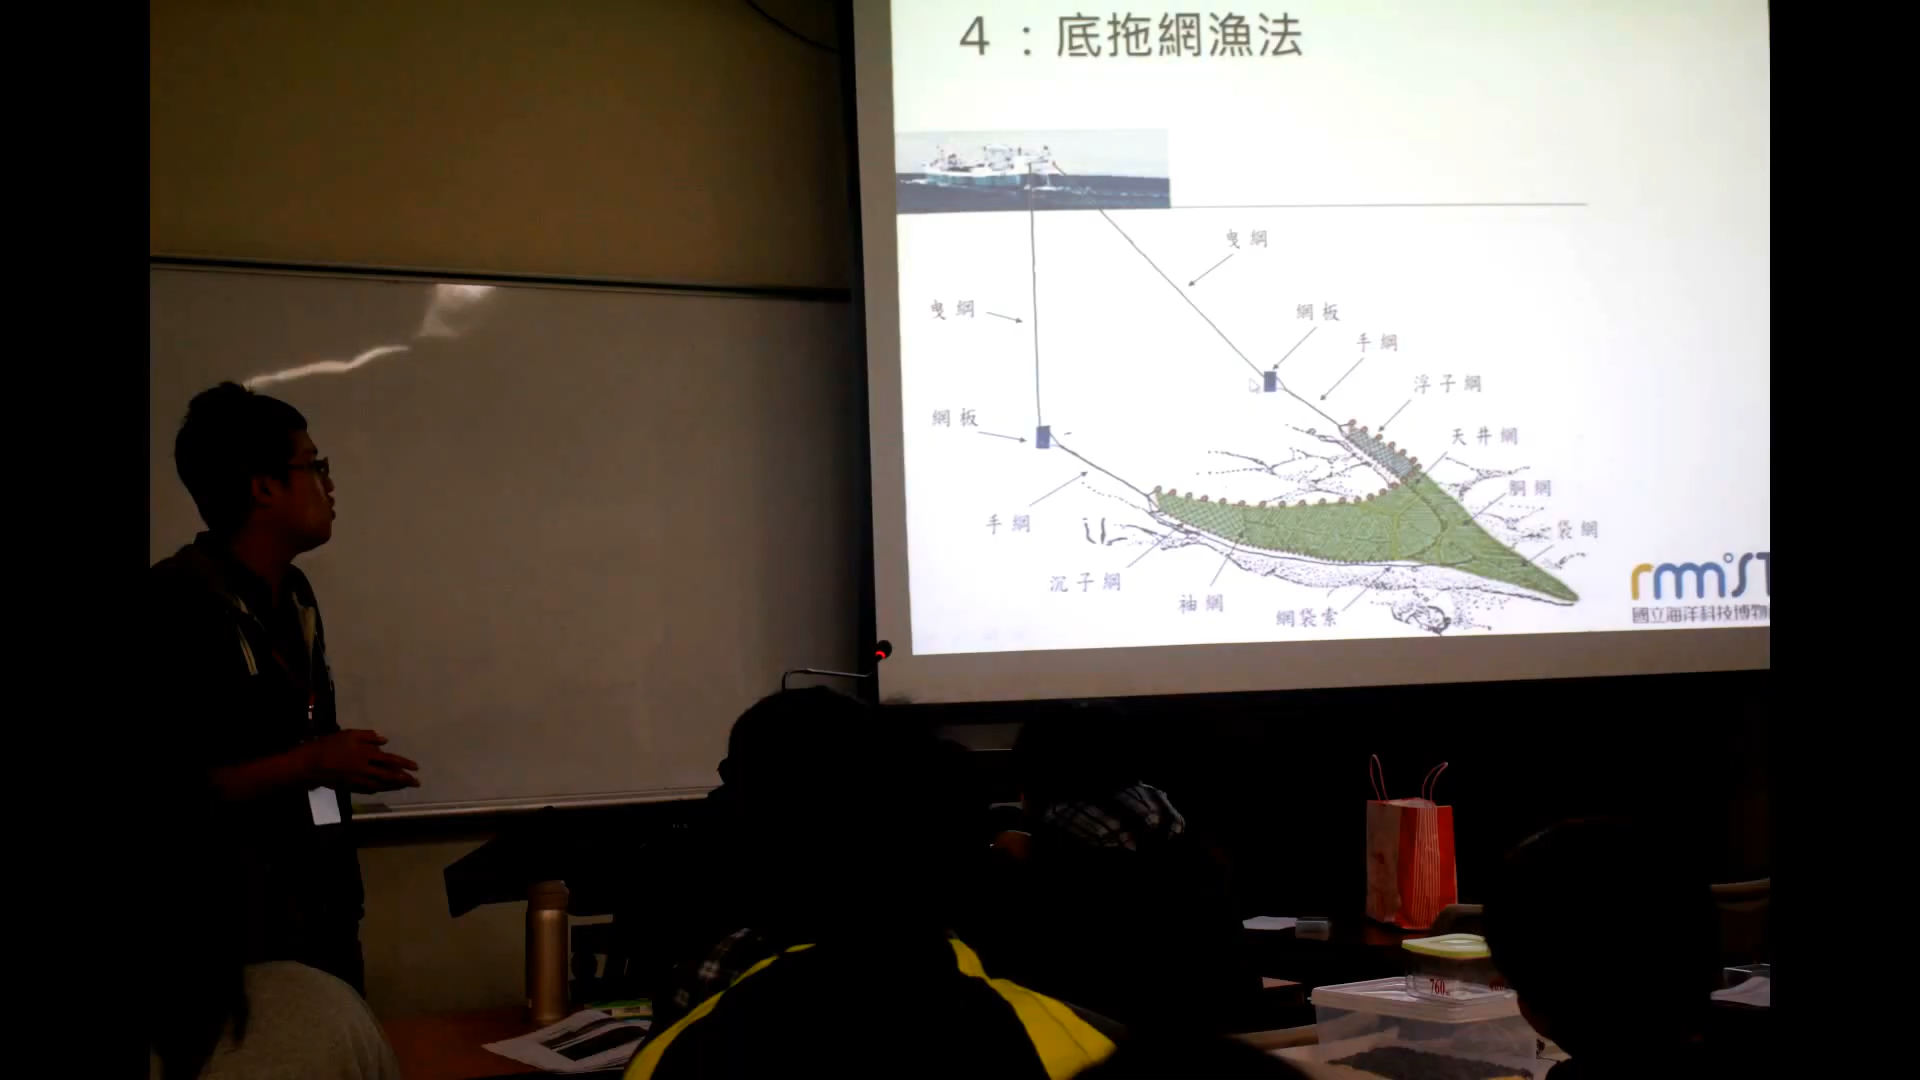 4：底拖網漁法
曳綱
曳綱
網板
手綱
浮子綱
網板
天井網
胴網
手綱
袋網
沉子綱
袖網
網袋索
rmmST
國立海洋科技博物
760